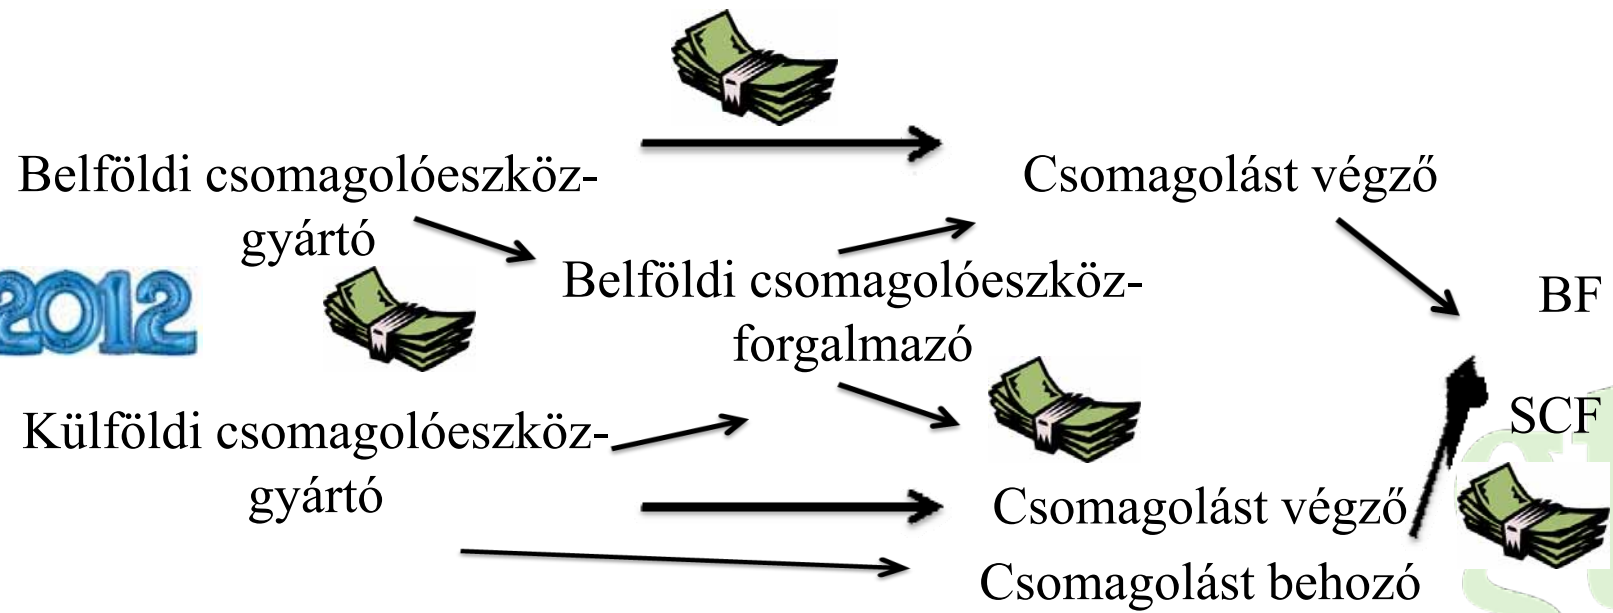 Belföldi csomagolóeszköz-
gyártó
Csomagolást végző
2012
Belföldi csomagolóeszköz-
forgalmazó
BF
SCF
Külföldi csomagolóeszköz-
gyártó
Csomagolást végző
Csomagolást behozó